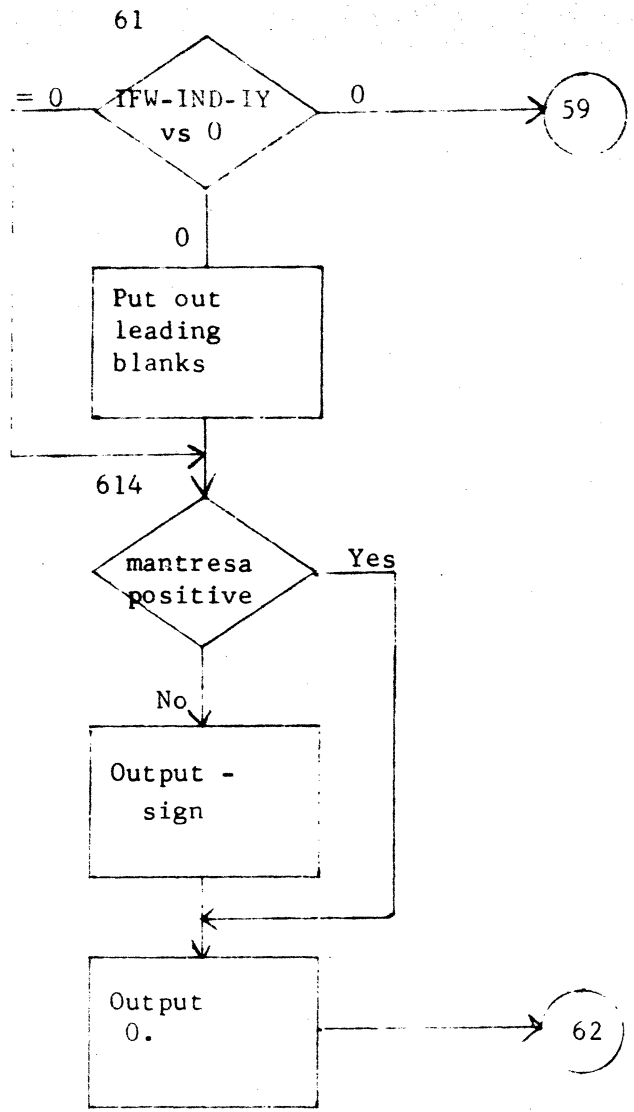 61
= 0
IFW-IND-IY
vs 0
0
59
0
Put out
leading
blanks
614
mantresa
positive
Yes
No
Output -
sign
Output
0.
62